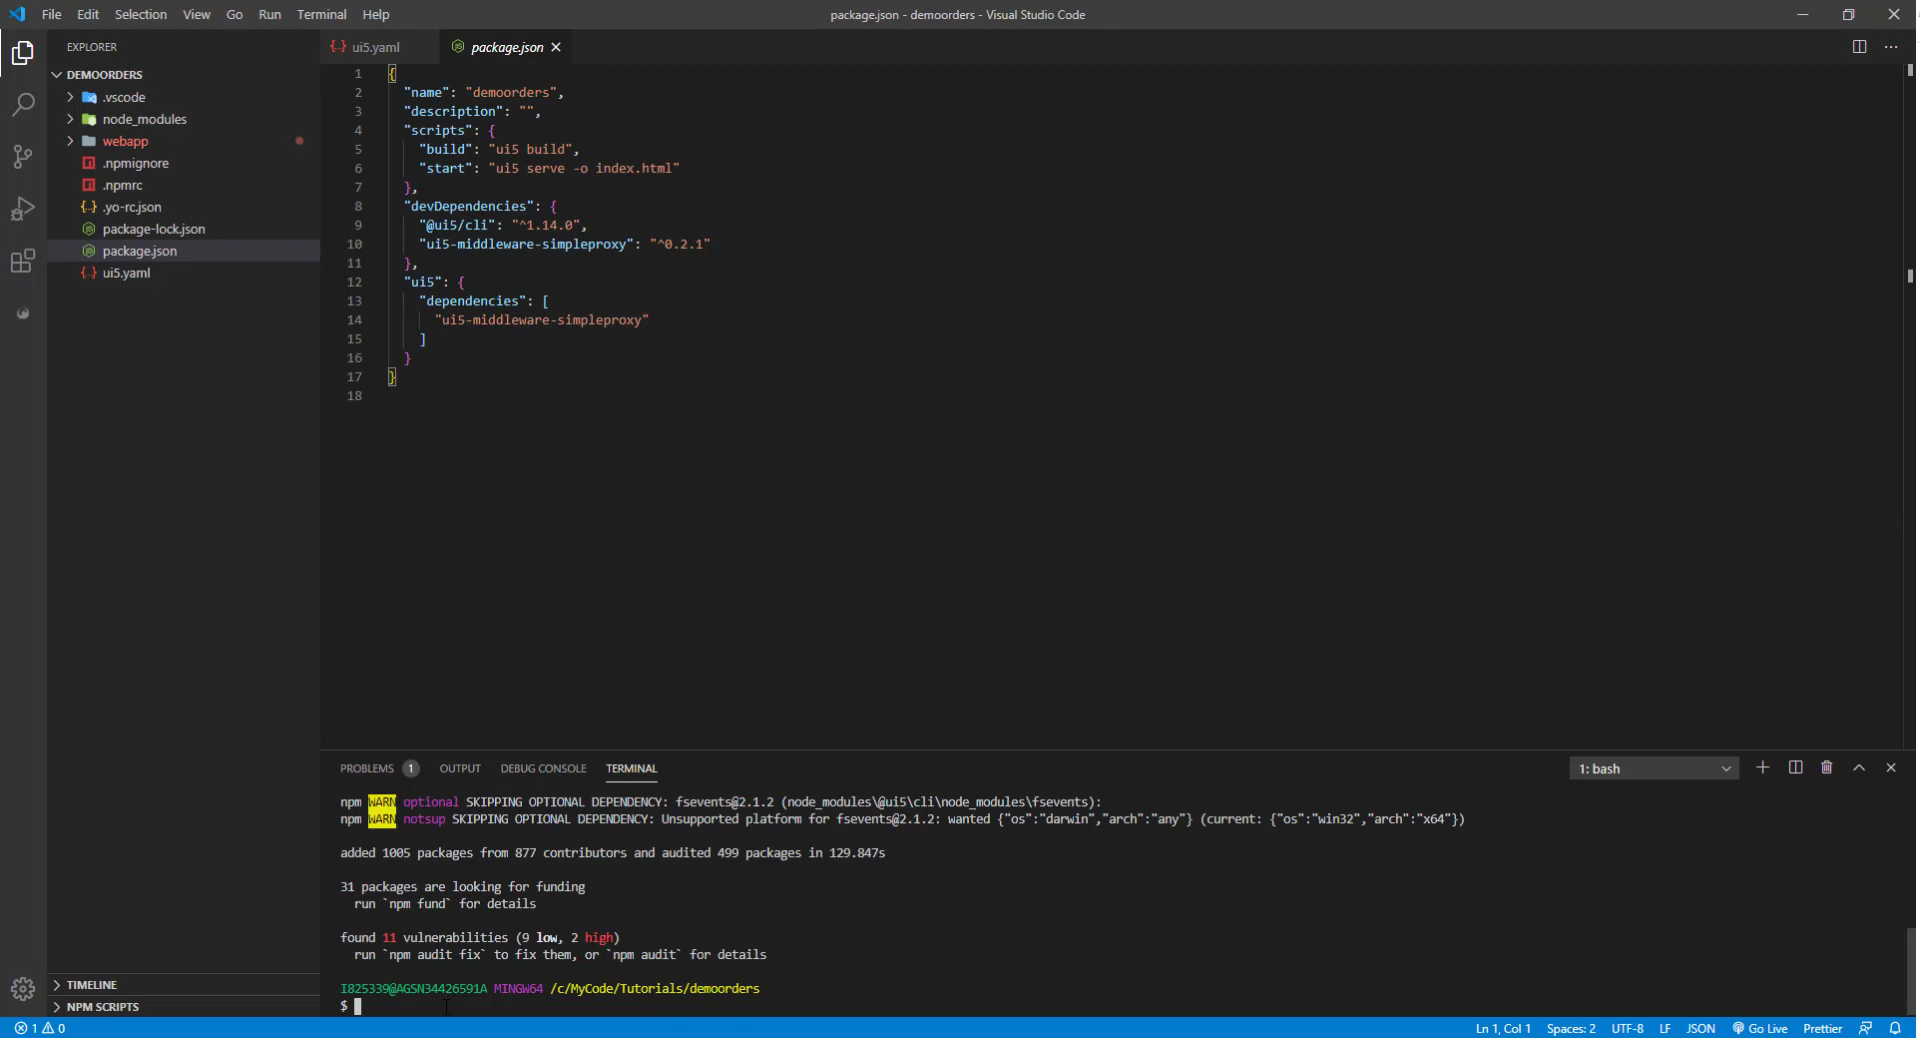 File Edit Selection View Go Run Terminal Help
package.json - demoorders - Visual Studio Code
EXPLORER
DEMOORDERS
.vscode
node_modules
webapp
.npmignore
.npmrc
.yo-rc.json
package-lock.json
package.json
ui5.yaml
TIMELINE
NPM SCRIPTS
ui5.yaml
package.json
1 {
2 "name": "demoorders",
3 "description": "",
4 "scripts": {
5 "build": "ui5 build",
6 "start": "ui5 serve -o index.html"
7 },
8 "devDependencies": {
9 "@ui5/cli": "^1.14.0",
10 "ui5-middleware-simpleproxy": "^0.2.1"
11 },
12 "ui5": {
13 "dependencies": [
14 "ui5-middleware-simpleproxy"
15 ]
16 }
17 }
18
PROBLEMS 1 OUTPUT DEBUG CONSOLE TERMINAL
1: bash
npm WARN optional SKIPPING OPTIONAL DEPENDENCY: fsevents@2.1.2 (node_modules\@ui5\cli\node_modules\fsevents):
npm WARN notsup SKIPPING OPTIONAL DEPENDENCY: Unsupported platform for fsevents@2.1.2: wanted {"os":"darwin","arch":"any"} (current: {"os":"win32","arch":"x64"})
added 1005 packages from 877 contributors and audited 499 packages in 129.847s
31 packages are looking for funding
run `npm fund` for details
found 11 vulnerabilities (9 low, 2 high)
run `npm audit fix` to fix them, or `npm audit` for details
I825339@AGSN34426591A MINGW64 /c/MyCode/Tutorials/demoorders
$
1 0
Ln 1, Col 1 Spaces: 2 UTF-8 LF JSON Go Live Prettier